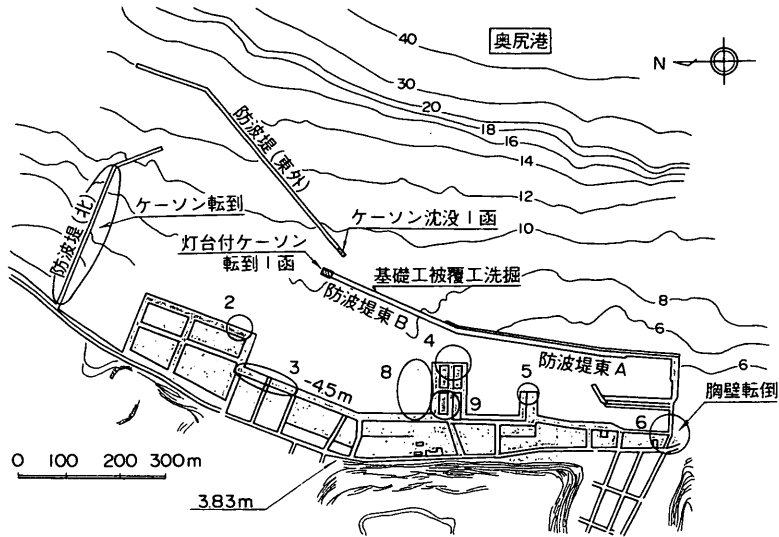 奥尻港
N
40
30
20
18
16
14
12
10
8
6
6
防波堤(東外)
防波堤(北)
ケーソン転到
ケーソン沈没1函
灯台付ケーソン
転到1函
基礎工被覆工洗掘
防波堤東B
防波堤東A
胸壁転倒
2
3
-4.5m
4
5
6
8
9
0 100 200 300m
3.83m